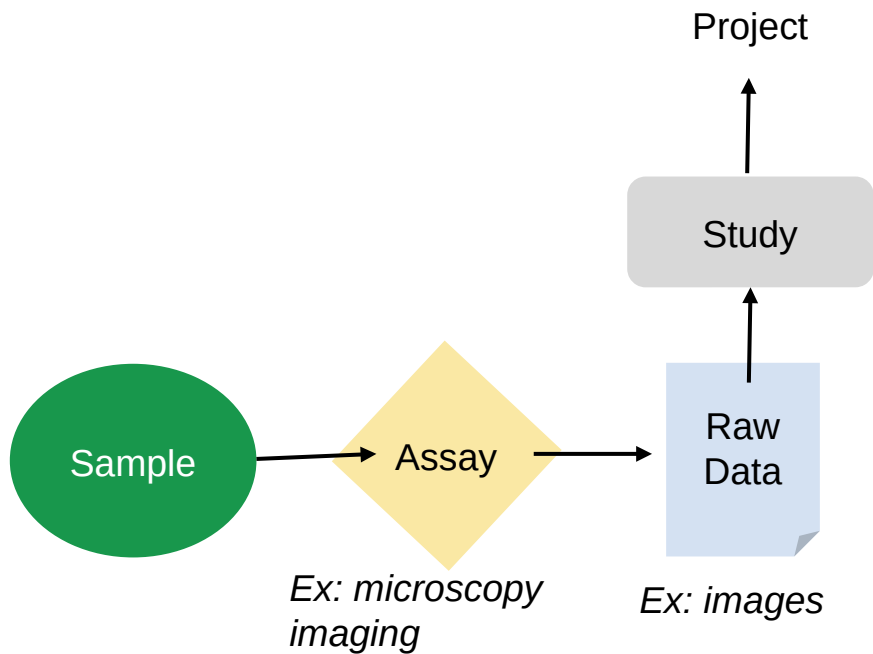 Project
Study
Sample
Assay
Raw
Data
Ex: microscopy
imaging
Ex: images